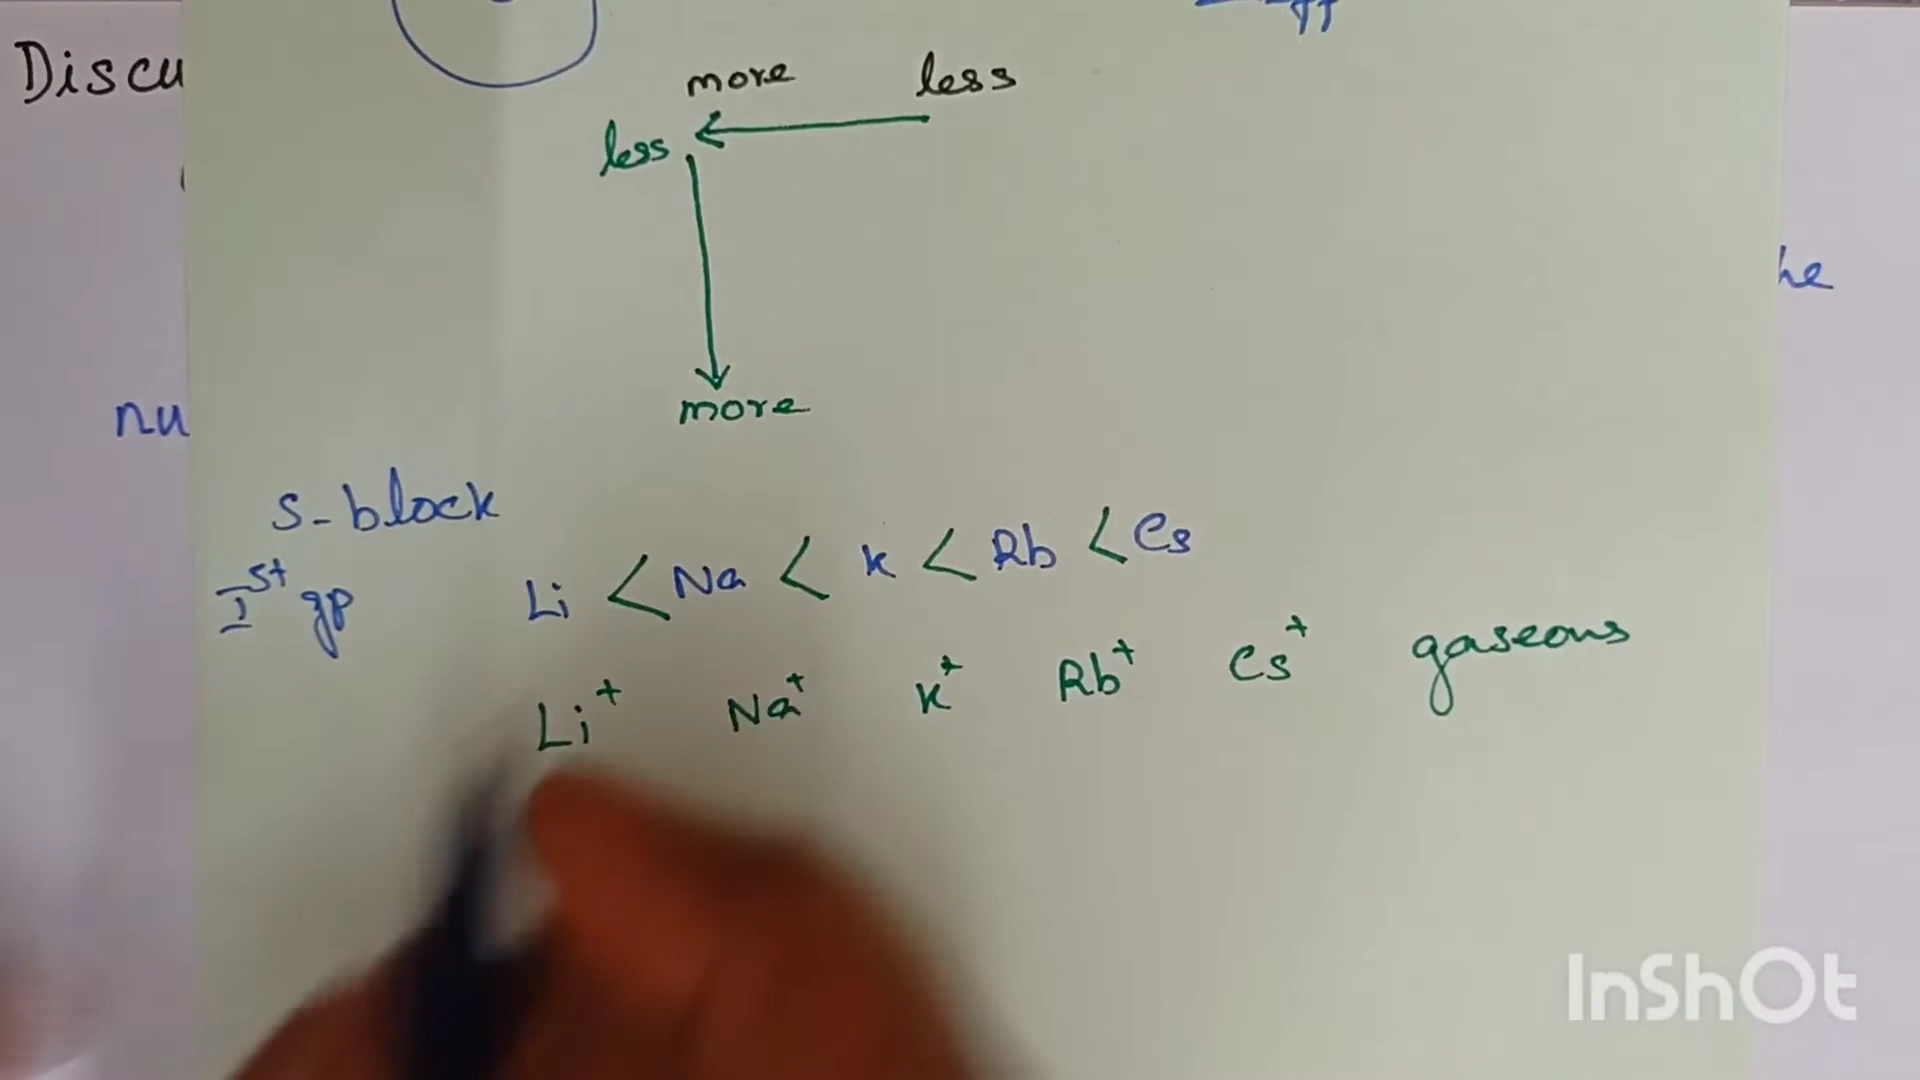 Discu
more less
less
he
more
nu
s-block
Ist gp Li < Na < K < Rb < Cs
Li+ Na+ K+ Rb+ Cs+ gaseous
InShOt